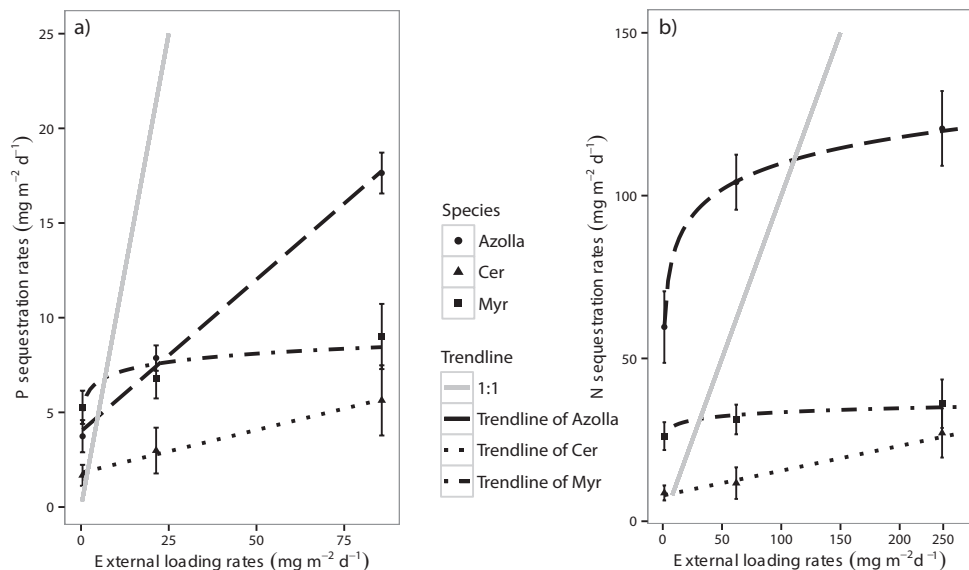 a)
25
20
15
10
5
0
P sequestration rates (mg m⁻² d⁻¹)
0 25 50 75
External loading rates (mg m⁻² d⁻¹)
Species
Azolla
Cer
Myr
Trendline
1:1
Trendline of Azolla
Trendline of Cer
Trendline of Myr
b)
150
100
50
0
N sequestration rates (mg m⁻² d⁻¹)
0 50 100 150 200 250
External loading rates (mg m⁻² d⁻¹)